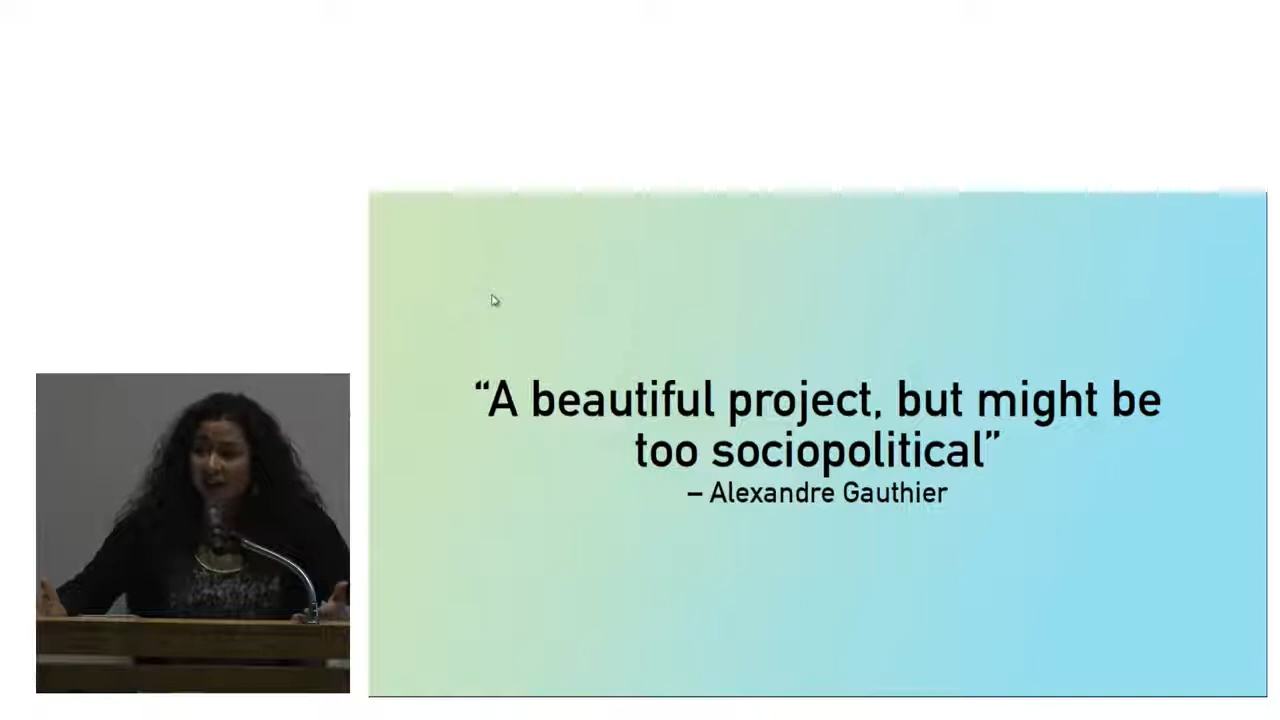 “A beautiful project, but might be
too sociopolitical”
– Alexandre Gauthier